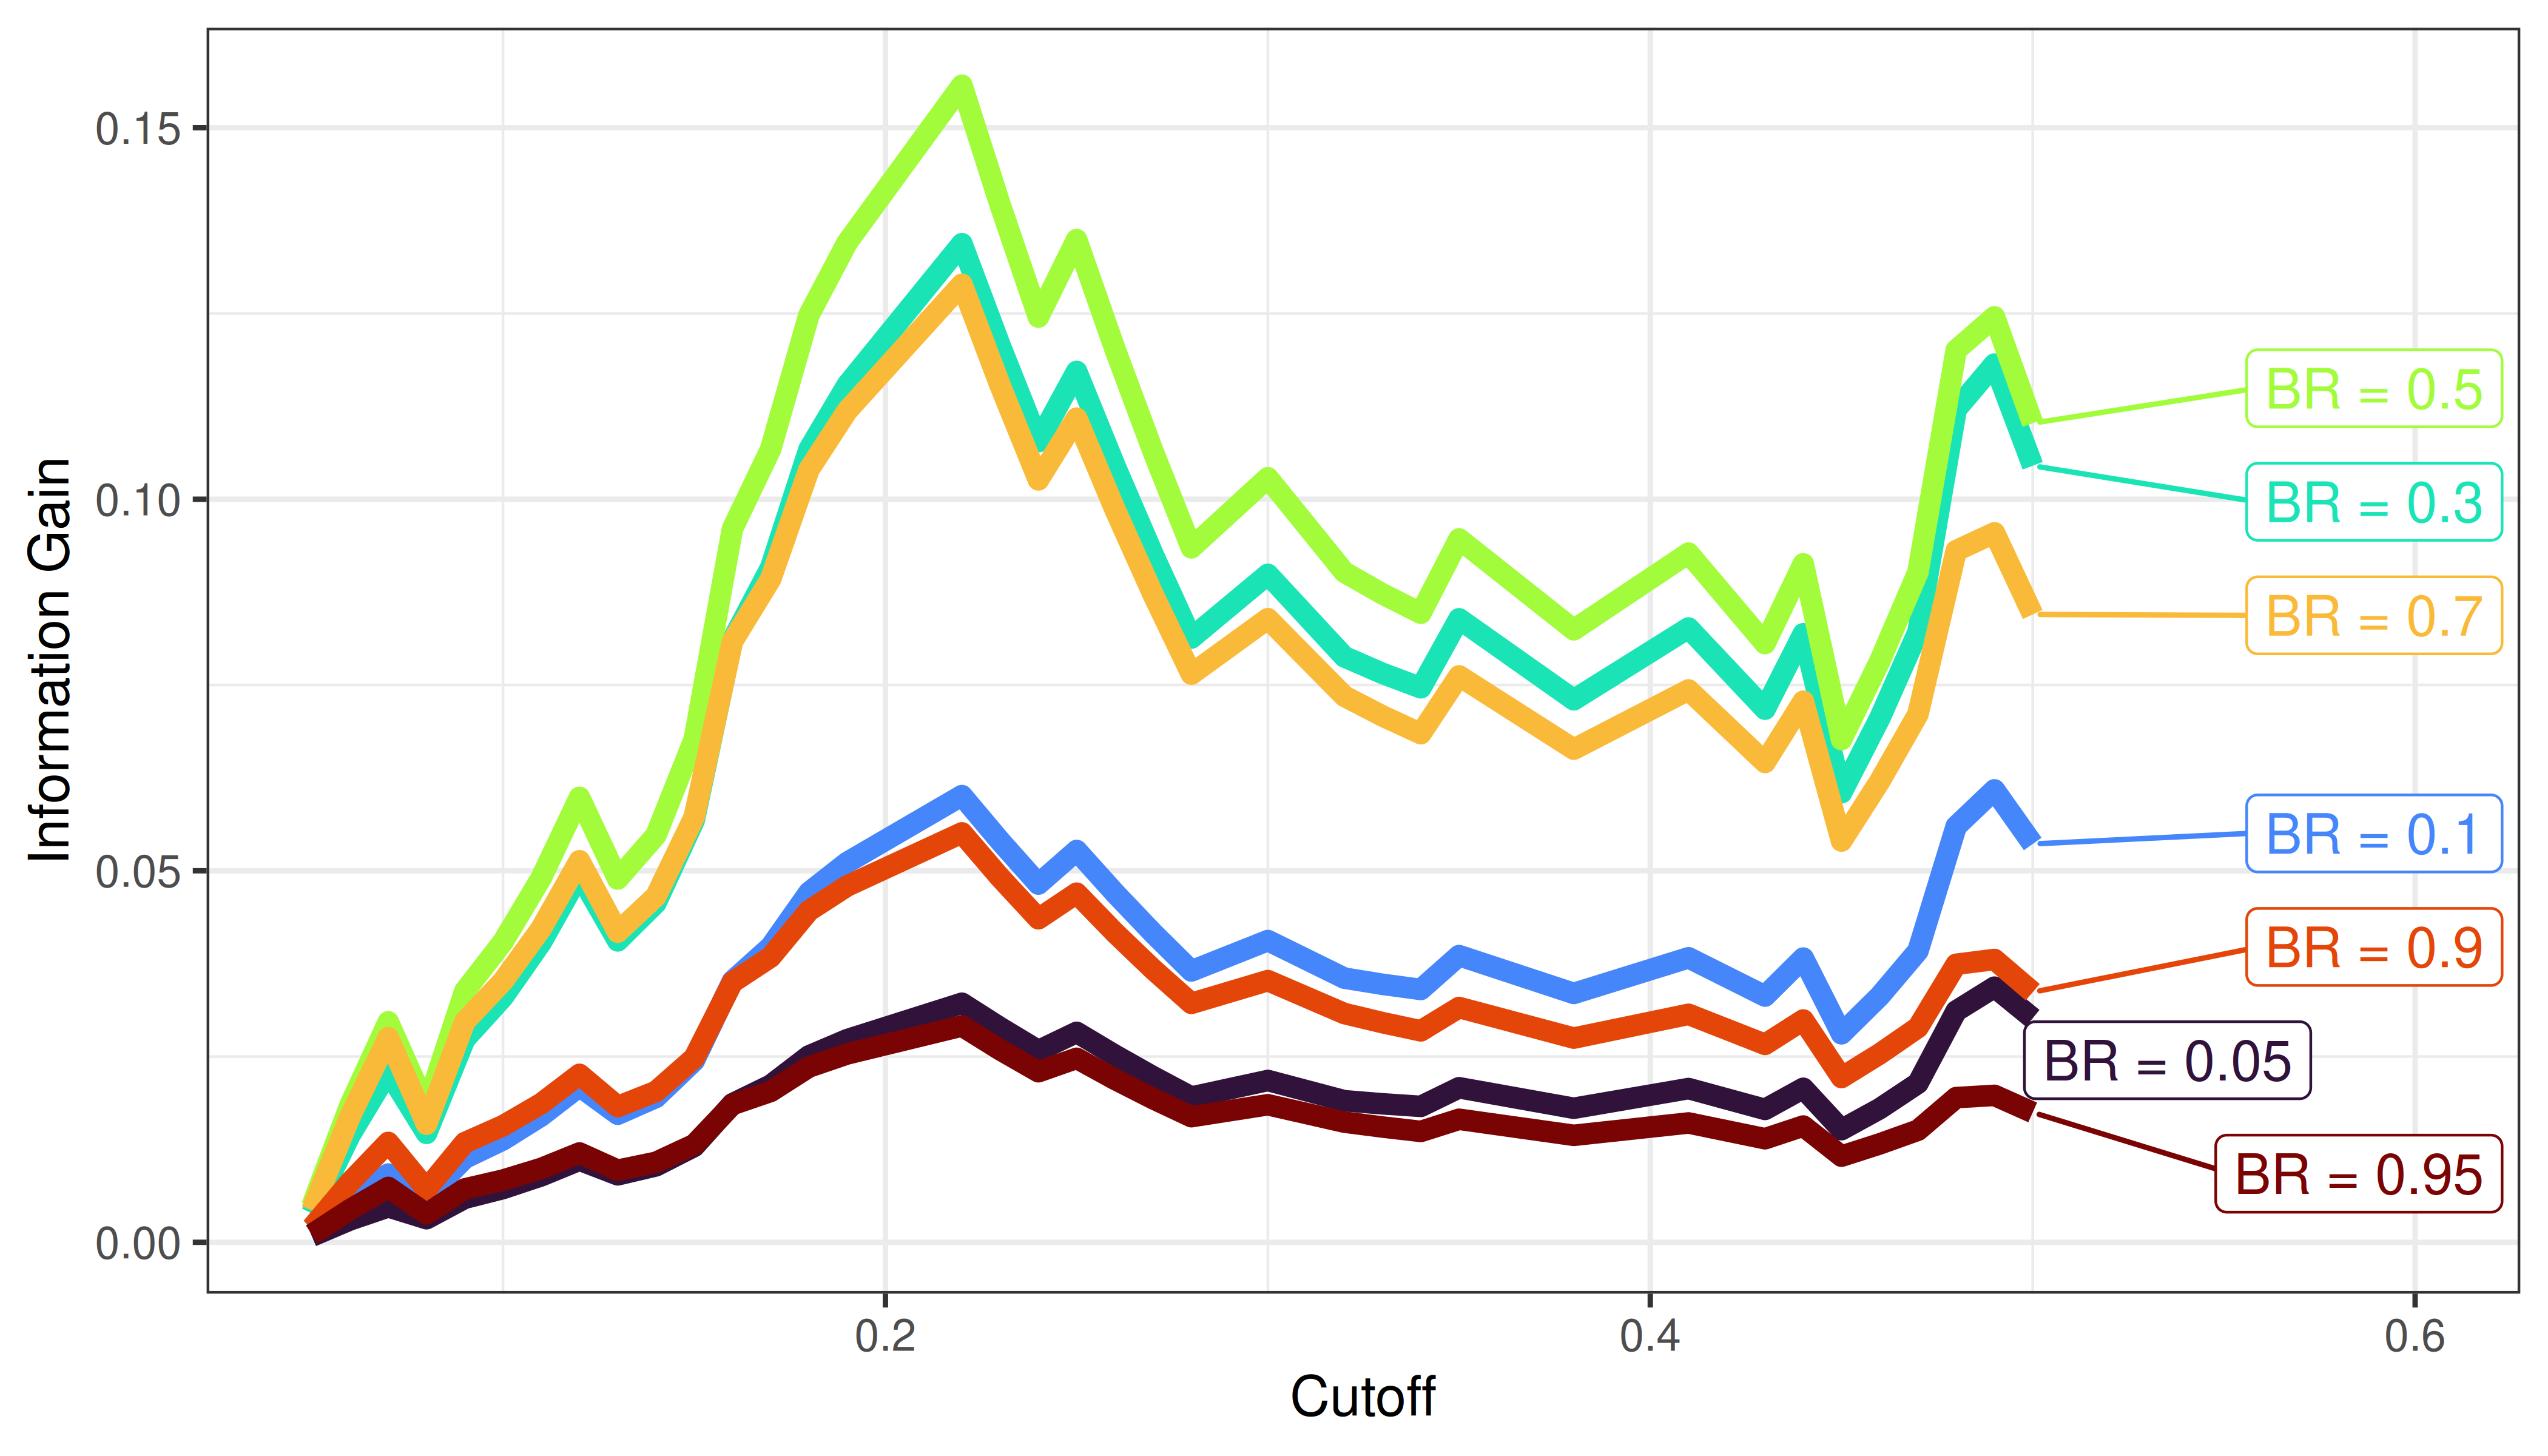 Information Gain
0.15
0.10
0.05
0.00
BR = 0.5
BR = 0.3
BR = 0.7
BR = 0.1
BR = 0.9
BR = 0.05
BR = 0.95
0.2
0.4
0.6
Cutoff